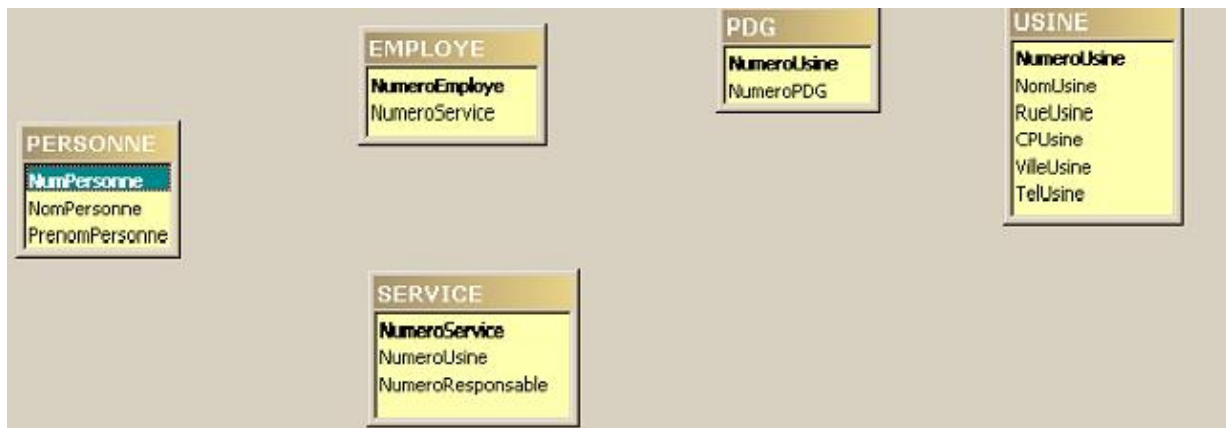 PERSONNE
NumPersonne
NomPersonne
PrenomPersonne
EMPLOYE
NumeroEmploye
NumeroService
SERVICE
NumeroService
NumeroUsine
NumeroResponsable
PDG
NumeroUsine
NumeroPDG
USINE
NumeroUsine
NomUsine
RueUsine
CPUsine
VilleUsine
TelUsine